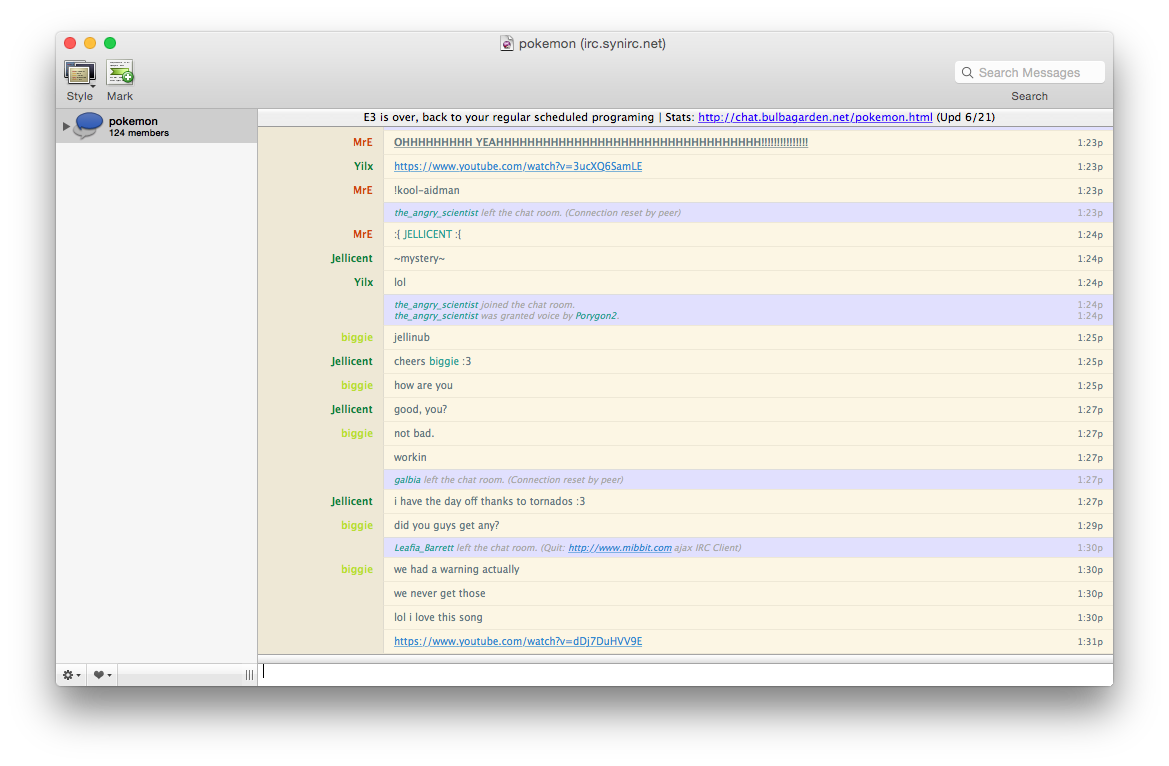 pokemon (irc.synirc.net)
Style
Mark
Search Messages
Search
pokemon
124 members
E3 is over, back to your regular scheduled programing | Stats: http://chat.bulbagarden.net/pokemon.html (Upd 6/21)
MrE OHHHHHHHHH YEAHHHHHHHHHHHHHHHHHHHHHHHHHHHHHHHHHH!!!!!!!!!!!!!!! 1:23p
Yilx https://www.youtube.com/watch?v=3ucXQ6SamLE 1:23p
MrE !kool-aidman 1:23p
the_angry_scientist left the chat room. (Connection reset by peer) 1:23p
MrE :[ JELLICENT :[ 1:24p
Jellicent ~mystery~ 1:24p
Yilx lol 1:24p
the_angry_scientist joined the chat room. 1:24p
the_angry_scientist was granted voice by Porygon2. 1:24p
biggie jellinub 1:25p
Jellicent cheers biggie :3 1:25p
biggie how are you 1:25p
Jellicent good, you? 1:27p
biggie not bad. 1:27p
workin 1:27p
galbia left the chat room. (Connection reset by peer) 1:27p
Jellicent i have the day off thanks to tornados :3 1:27p
biggie did you guys get any? 1:29p
Leafia_Barrett left the chat room. (Quit: http://www.mibbit.com ajax IRC Client) 1:30p
biggie we had a warning actually 1:30p
we never get those 1:30p
lol i love this song 1:30p
https://www.youtube.com/watch?v=dDj7DuHVV9E 1:31p